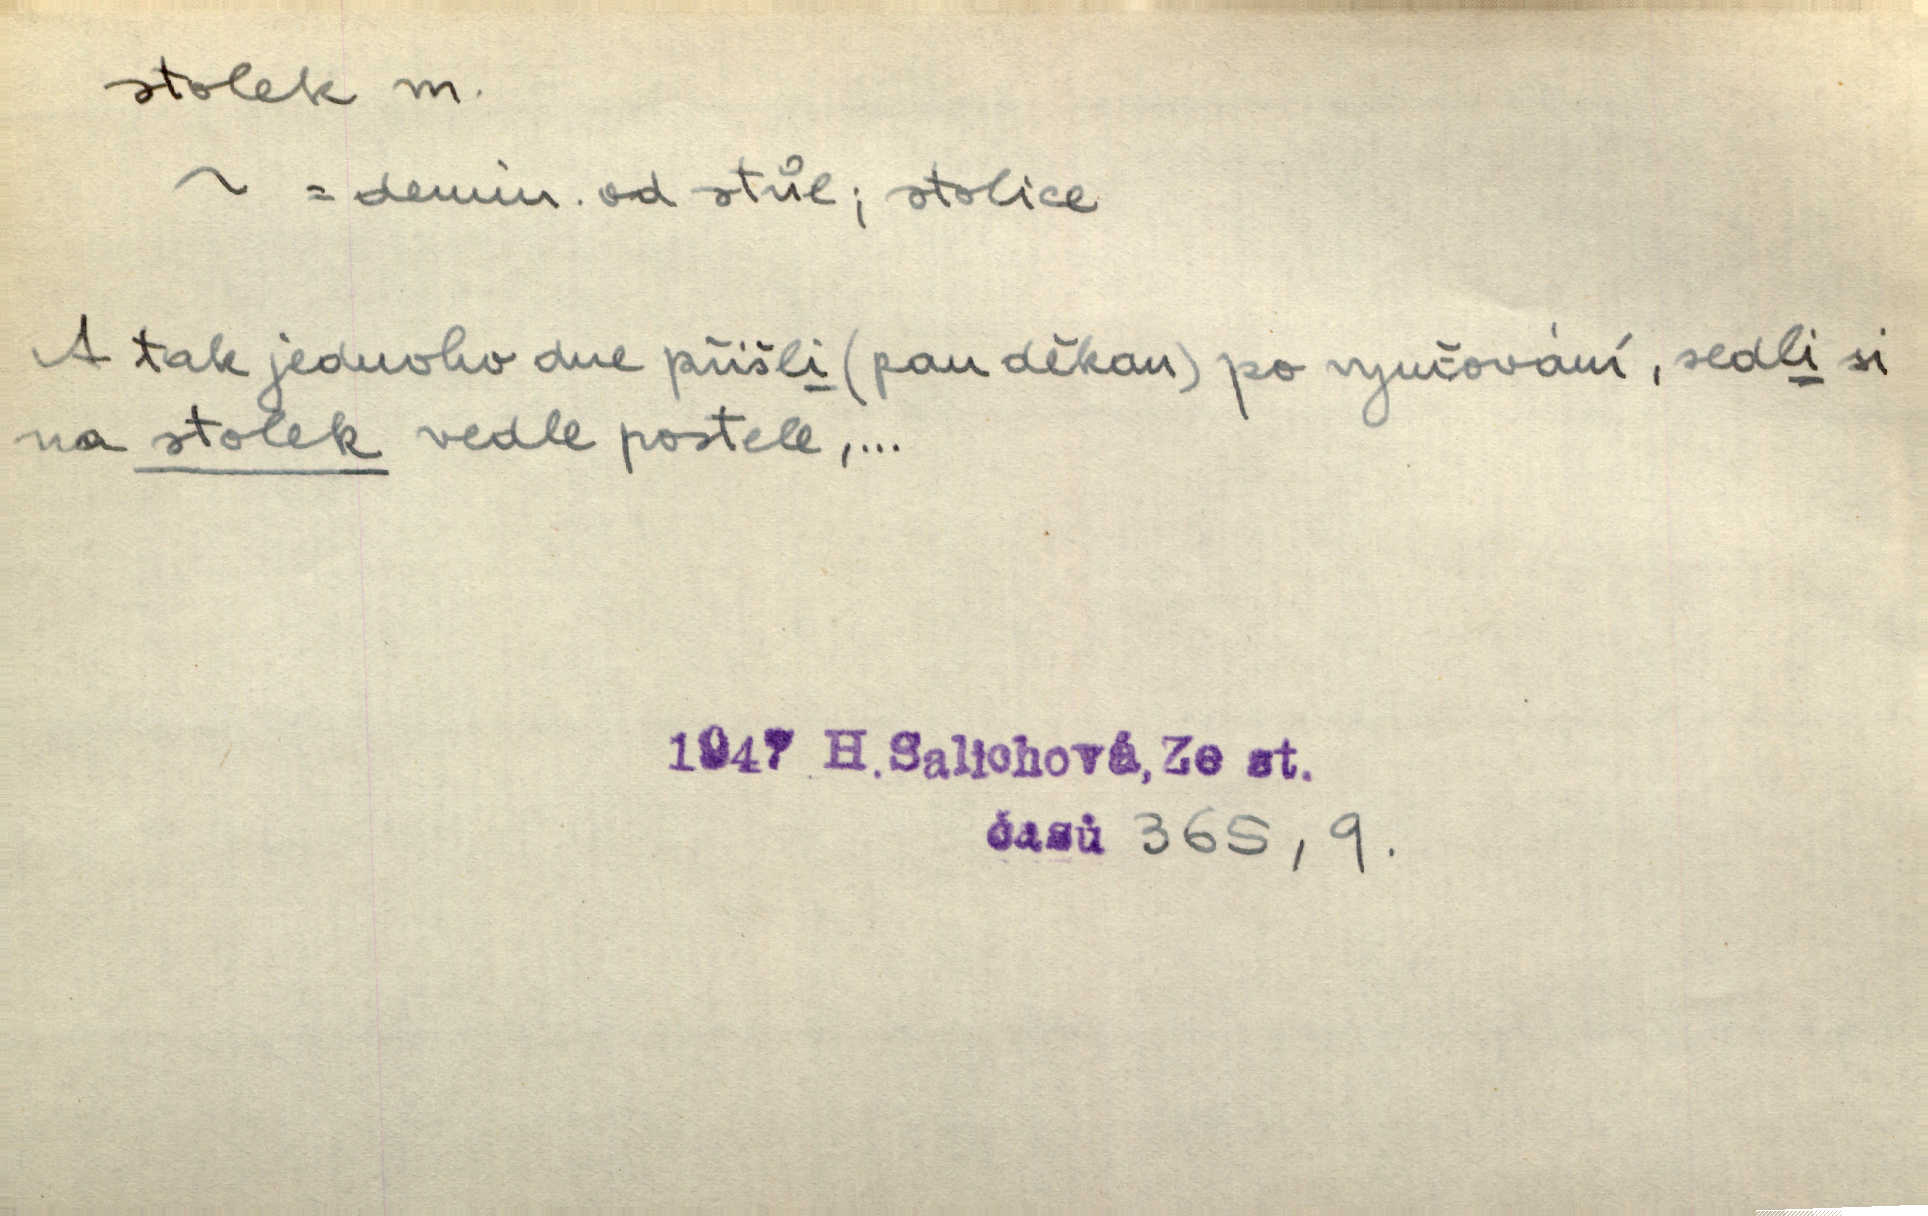 stolek m.
~ = demin. od stůl; stolice
A tak jednoho dne přišli (pan děkan) po vyučování, sedli si
na stolek vedle postele,...
1947 H.Salichová, Ze st.
časů 365, 9.